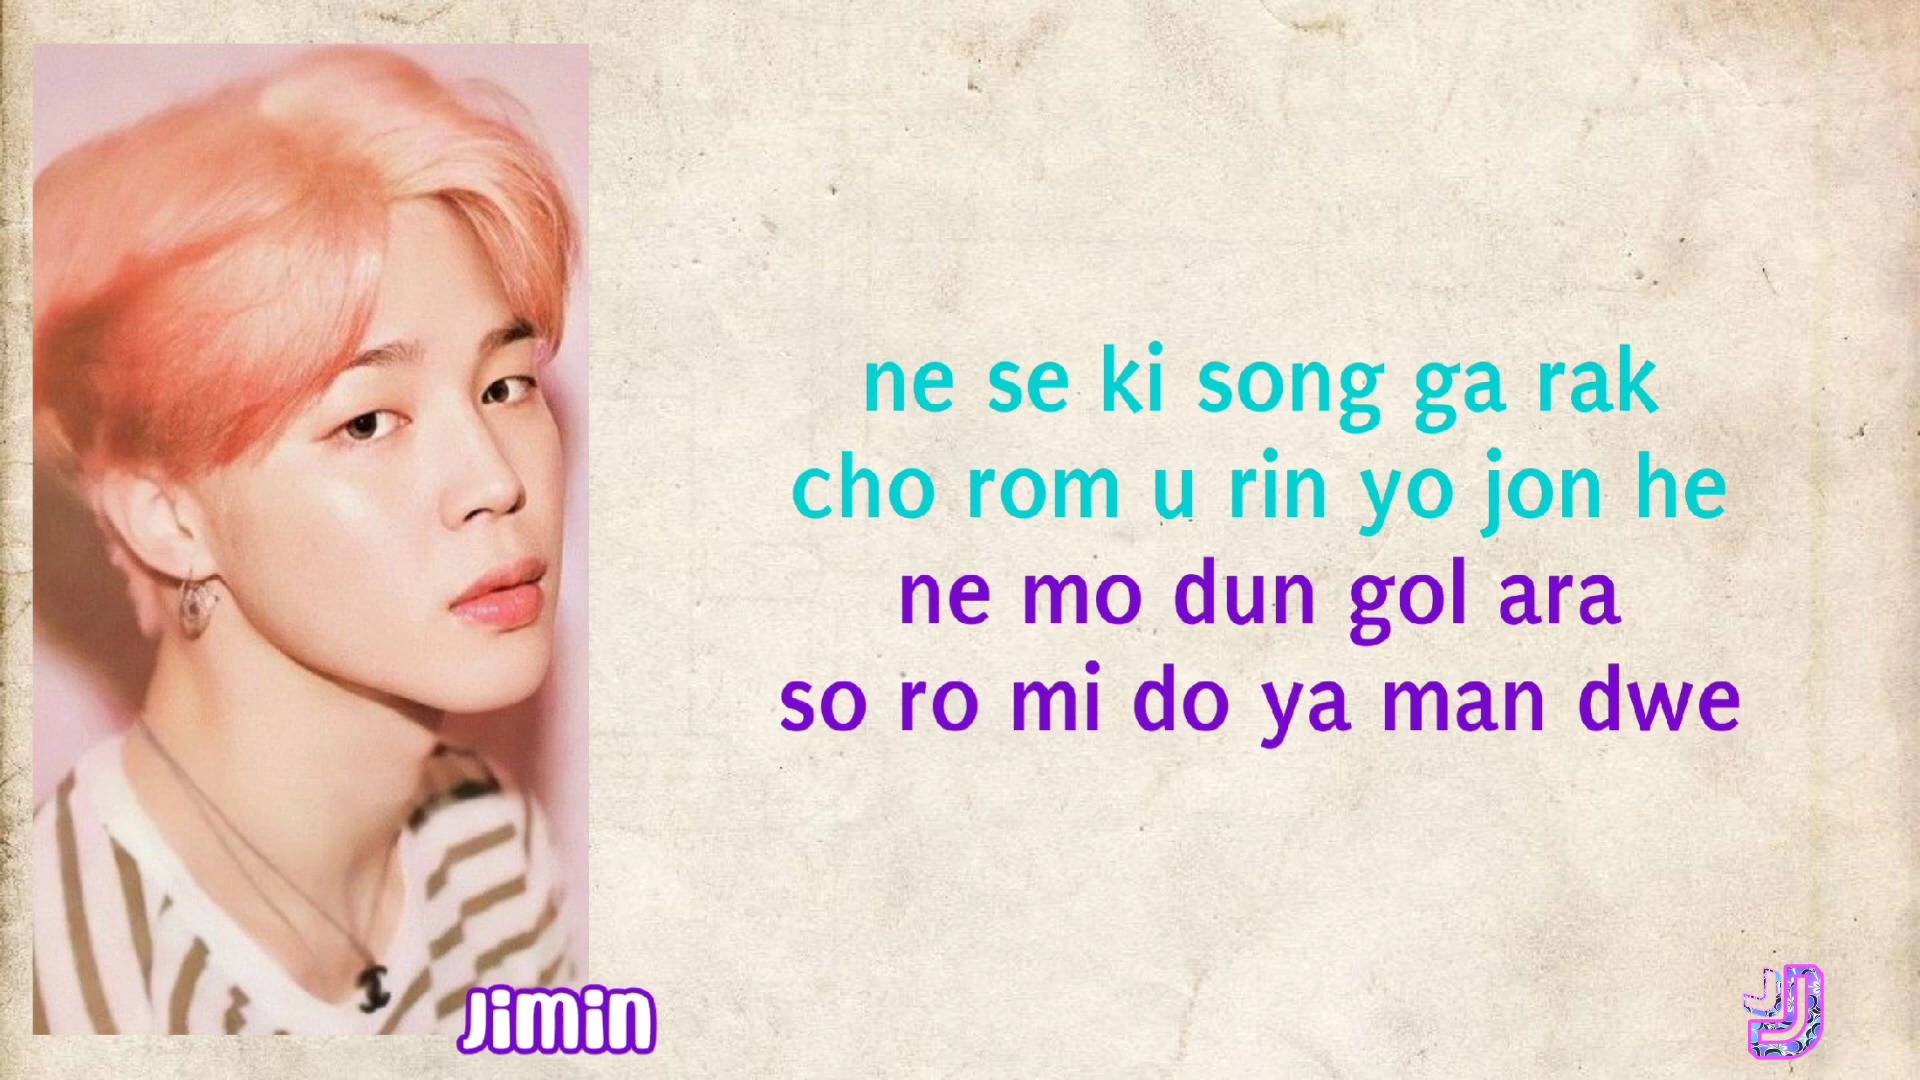 ne se ki song ga rak
cho rom u rin yo jon he
ne mo dun gol ara
so ro mi do ya man dwe
Jimin
JJ